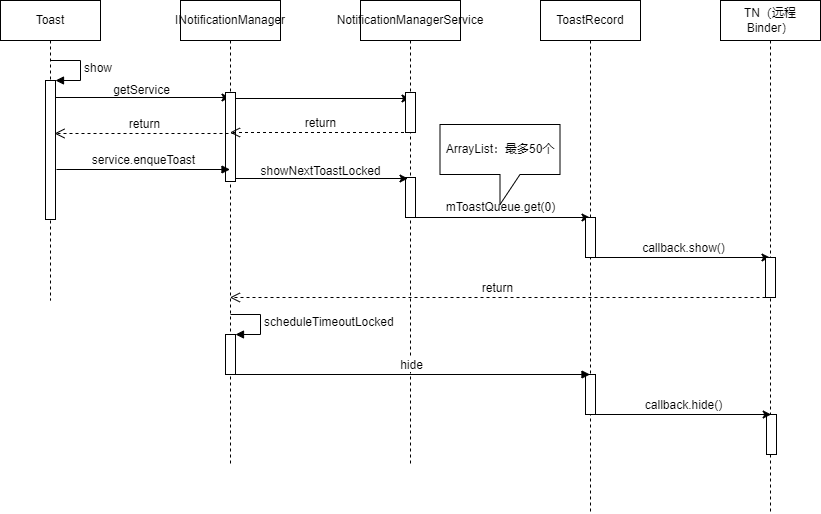 Toast
INotificationManager
NotificationManagerService
ToastRecord
TN（远程
Binder）
show
getService
return
return
ArrayList：最多50个
service.enqueToast
showNextToastLocked
mToastQueue.get(0)
callback.show()
return
scheduleTimeoutLocked
hide
callback.hide()